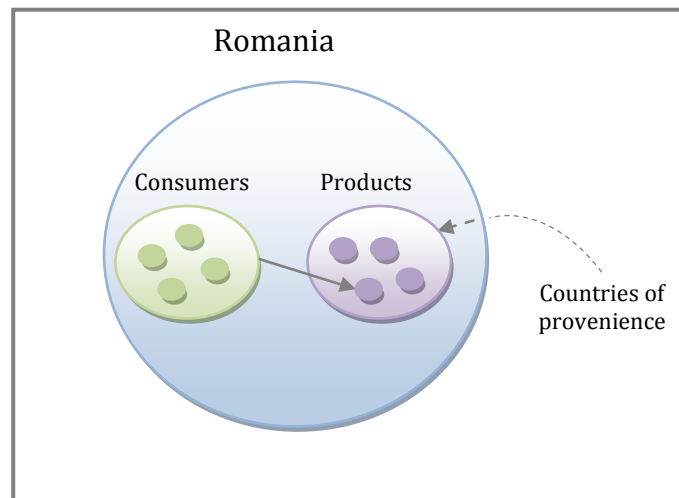 Romania
Consumers
Products
Countries of
provenience